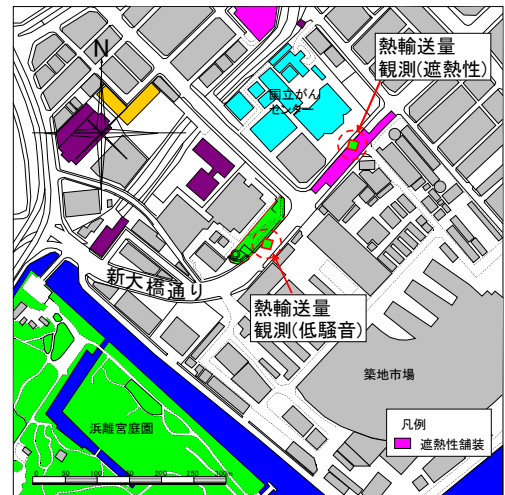 熱輸送量
観測(遮熱性)
N
国立がん
センター
新大橋通り
熱輸送量
観測(低騒音)
築地市場
浜離宮庭園
凡例
遮熱性舗装
0 50 100 150 200 300m